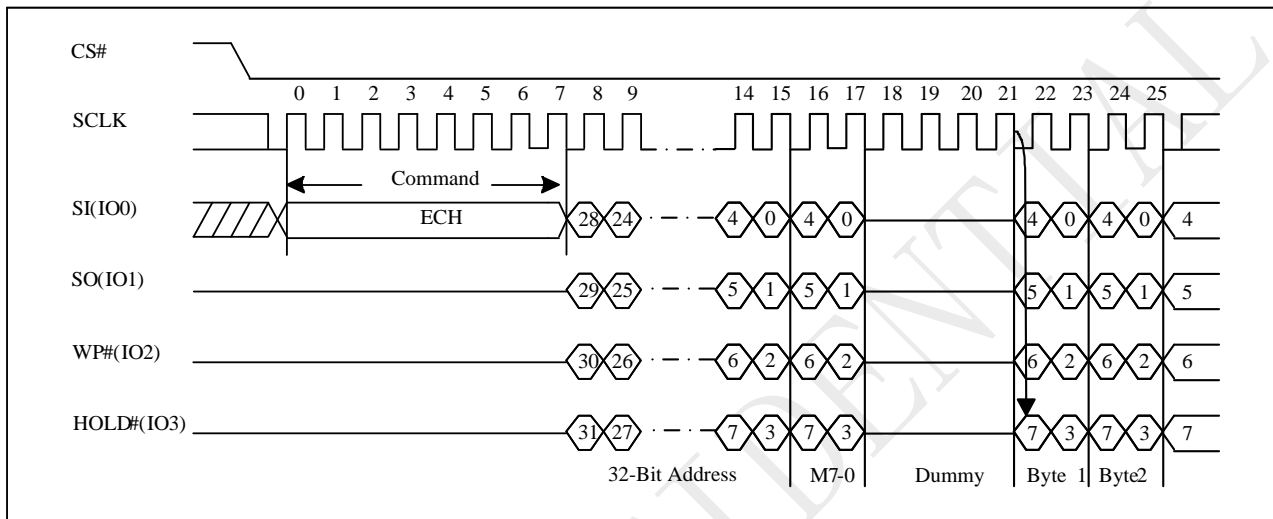 CS#
0 1 2 3 4 5 6 7 8 9 14 15 16 17 18 19 20 21 22 23 24 25
SCLK
Command
SI(IO0) ECH 28 24 4 0 4 0 4 0 4 0 4
SO(IO1) 29 25 5 1 5 1 5 1 5 1 5
WP#(IO2) 30 26 6 2 6 2 6 2 6 2 6
HOLD#(IO3) 31 27 7 3 7 3 7 3 7 3 7
32-Bit Address M7-0 Dummy Byte 1 Byte2
IDENTIAL